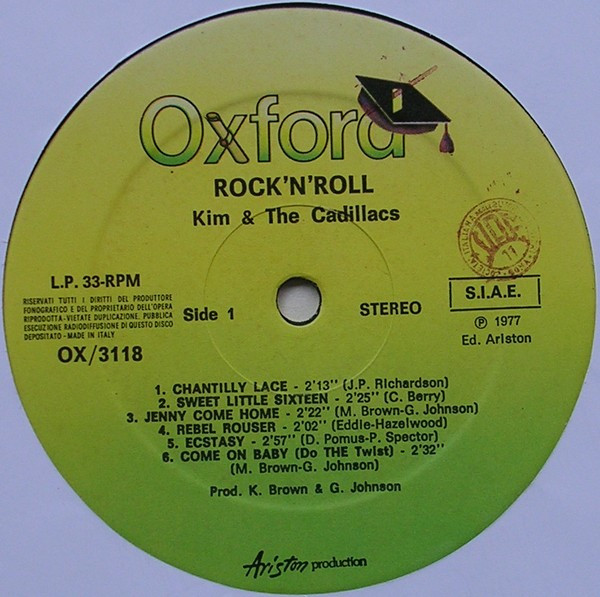 Oxford
ROCK'N'ROLL
Kim & The Cadillacs
L.P. 33-RPM
RISERVATI TUTTI I DIRITTI DEL PRODUTTORE
FONOGRAFICO E DEL PROPRIETARIO DELL'OPERA
RIPRODOTTA - VIETATE DUPLICAZIONE. PUBBLICA
ESECUZIONE RADIODIFFUSIONE DI QUESTO DISCO
DEPOSITATO - MADE IN ITALY
OX/3118
Side 1
STEREO
S.I.A.E.
℗ 1977
Ed. Ariston
1. CHANTILLY LACE - 2'13'' (J.P. Richardson)
2. SWEET LITTLE SIXTEEN - 2'25'' (C. Berry)
3. JENNY COME HOME - 2'22'' (M. Brown-G. Johnson)
4. REBEL ROUSER - 2'02'' (Eddie-Hazelwood)
5. ECSTASY - 2'57'' (D. Pomus-P. Spector)
6. COME ON BABY (Do THE Twist) - 2'32''
(M. Brown-G. Johnson)
Prod. K. Brown & G. Johnson
Ariston production